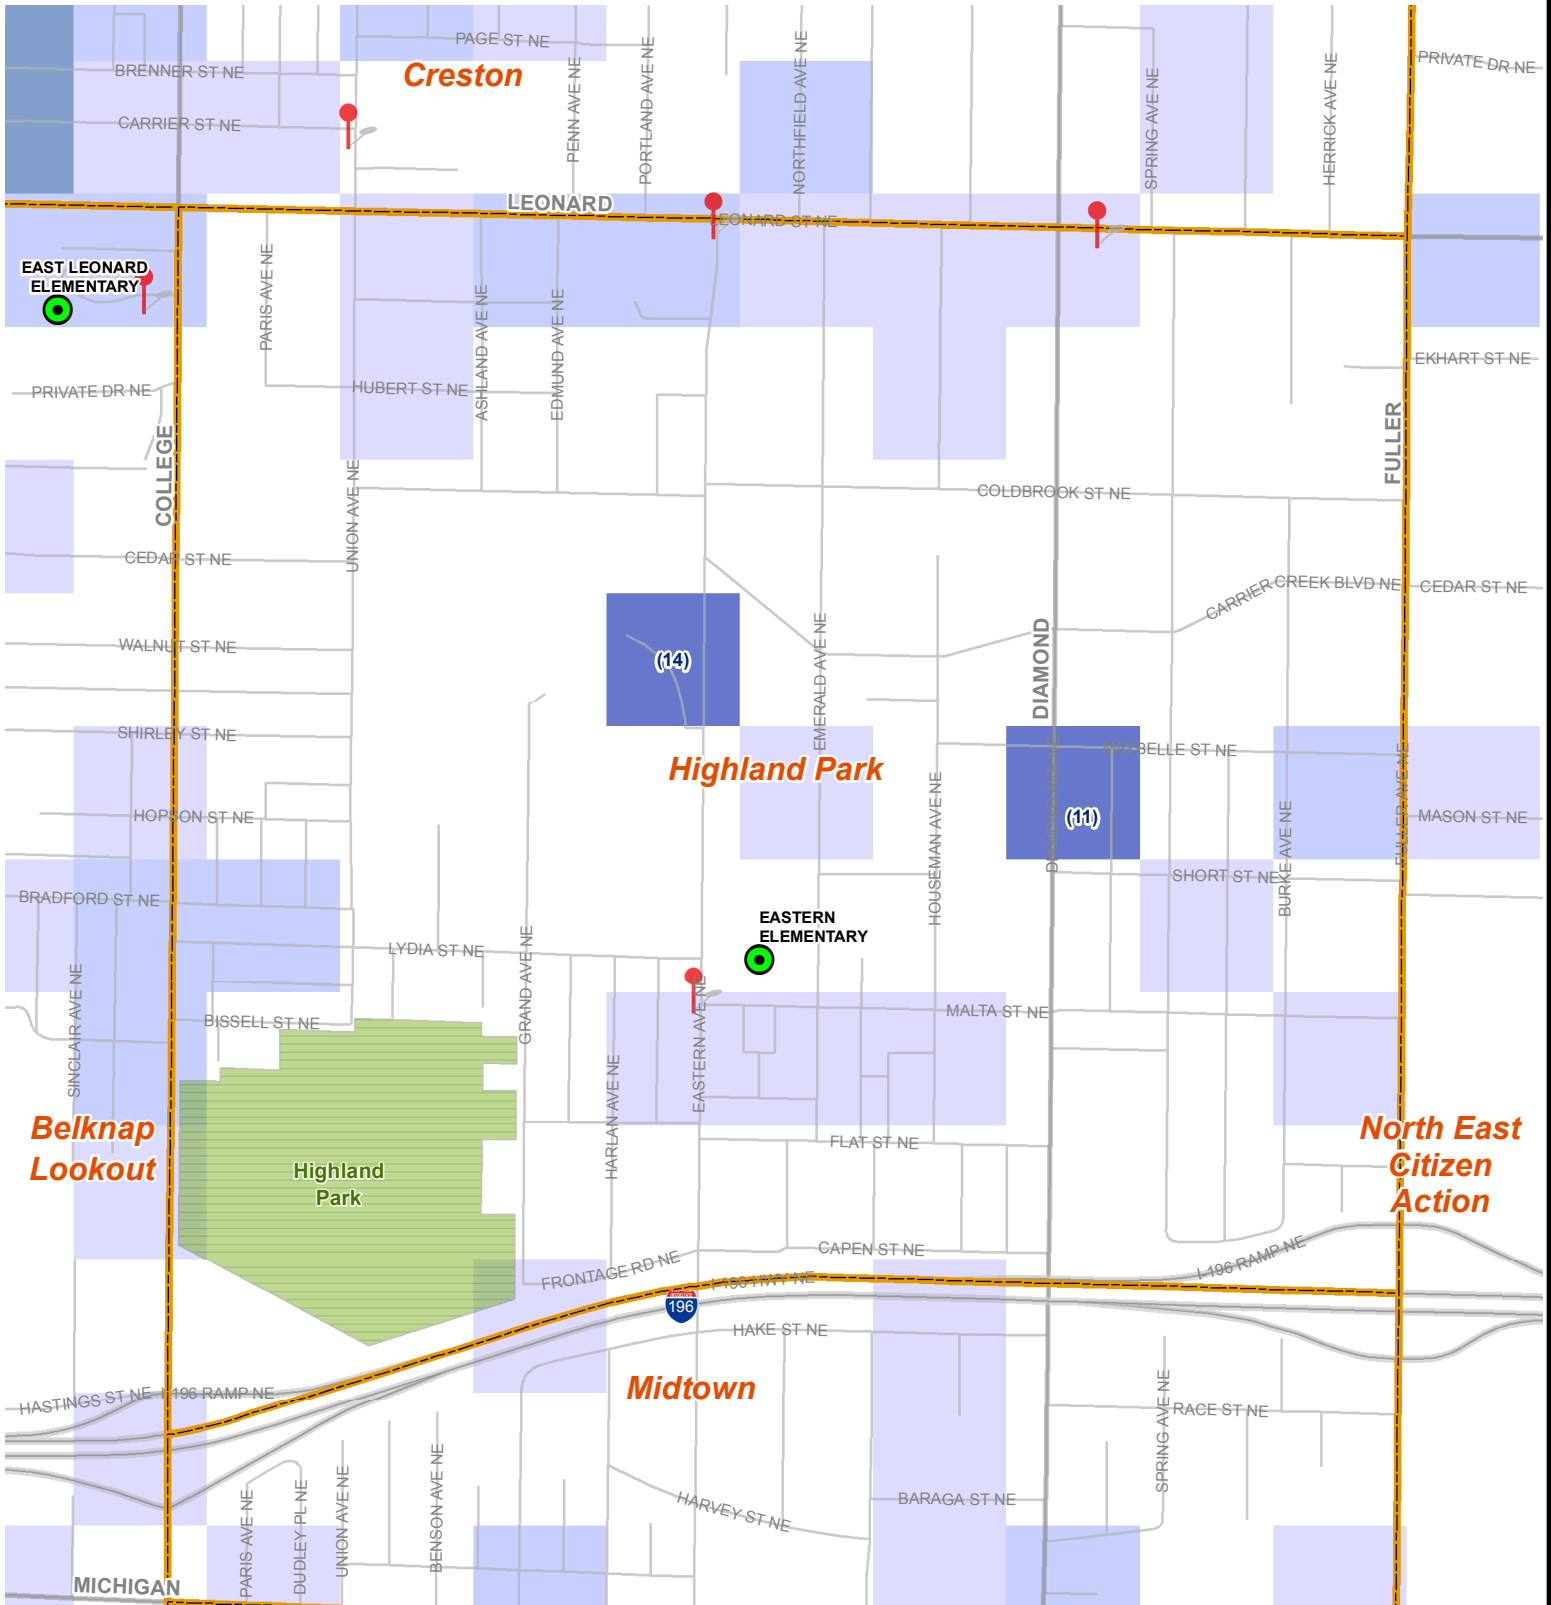 PAGE ST NE
Creston
BRENNER ST NE
PRIVATE DR NE
CARRIER ST NE
PENN AVE NE
PORTLAND AVE NE
NORTHFIELD AVE NE
SPRING AVE NE
HERRICK AVE NE
LEONARD
LEONARD ST NE
EAST LEONARD
ELEMENTARY
PARIS AVE NE
ASHLAND AVE NE
EDMUND AVE NE
PRIVATE DR NE
HUBERT ST NE
EKHART ST NE
COLLEGE
FULLER
UNION AVE NE
COLDBROOK ST NE
CEDAR ST NE
CARRIER CREEK BLVD NE
CEDAR ST NE
WALNUT ST NE
(14)
EMERALD AVE NE
DIAMOND
SHIRLEY ST NE
Highland Park
MAYBELLE ST NE
DIAMOND AVE NE
FULLER AVE NE
HOPSON ST NE
HOUSEMAN AVE NE
(11)
BURKE AVE NE
MASON ST NE
BRADFORD ST NE
SHORT ST NE
EASTERN
ELEMENTARY
LYDIA ST NE
GRAND AVE NE
SINCLAIR AVE NE
BISSELL ST NE
EASTERN AVE NE
MALTA ST NE
HARLAN AVE NE
Belknap
Lookout
FLAT ST NE
North East
Citizen
Action
Highland
Park
CAPEN ST NE
FRONTAGE RD NE
I-196 HWY NE
I-196 RAMP NE
196
HAKE ST NE
Midtown
HASTINGS ST NE
I-196 RAMP NE
SPRING AVE NE
RACE ST NE
PARIS AVE NE
DUDLEY PL NE
UNION AVE NE
BENSON AVE NE
HARVEY ST NE
BARAGA ST NE
MICHIGAN